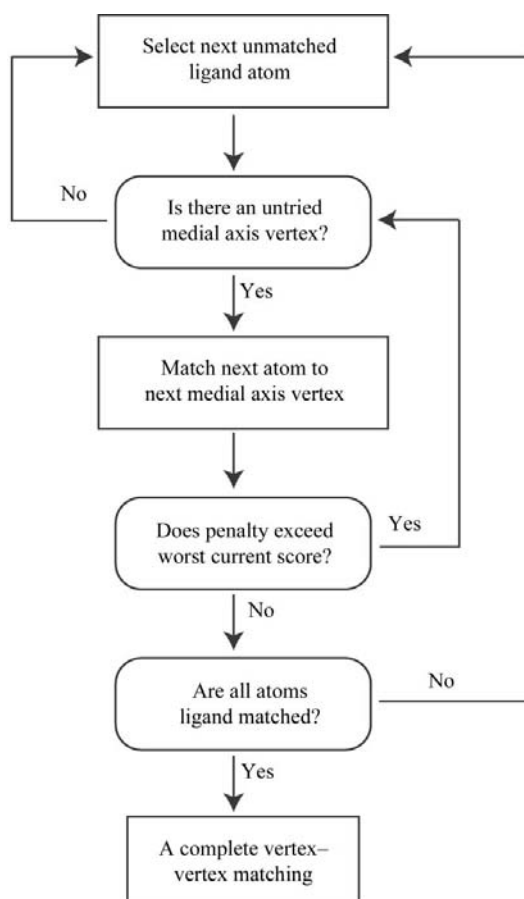 Select next unmatched
ligand atom
No
Is there an untried
medial axis vertex?
Yes
Match next atom to
next medial axis vertex
Does penalty exceed
worst current score?
Yes
No
Are all atoms
ligand matched?
No
Yes
A complete vertex–
vertex matching